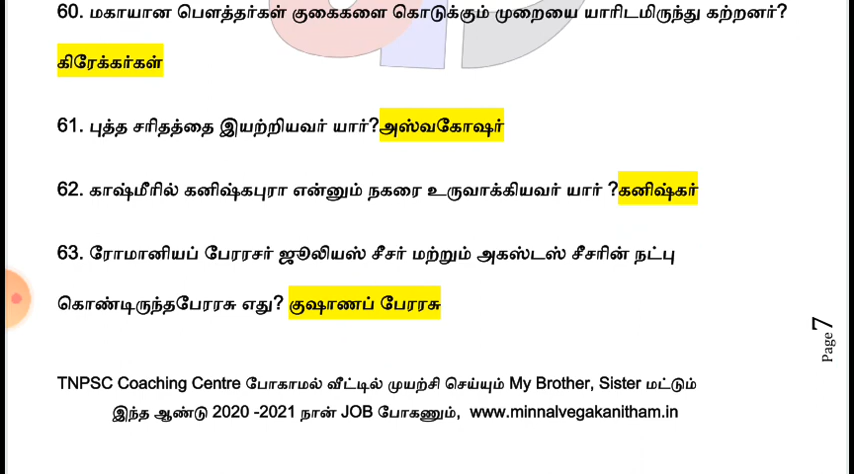 60. மகாயான பௌத்தர்கள் குகைகளை கொடுக்கும் முறையை யாரிடமிருந்து கற்றனர்?
கிரேக்கர்கள்
61. புத்த சரிதத்தை இயற்றியவர் யார்?அஸ்வகோஷர்
62. காஷ்மீரில் கனிஷ்கபுரா என்னும் நகரை உருவாக்கியவர் யார் ?கனிஷ்கர்
63. ரோமானியப் பேரரசர் ஜூலியஸ் சீசர் மற்றும் அகஸ்டஸ் சீசரின் நட்பு
கொண்டிருந்தபேரரசு எது? குஷாணப் பேரரசு
Page 7
TNPSC Coaching Centre போகாமல் வீட்டில் முயற்சி செய்யும் My Brother, Sister மட்டும்
இந்த ஆண்டு 2020 -2021 நான் JOB போகணும், www.minnalvegakanitham.in